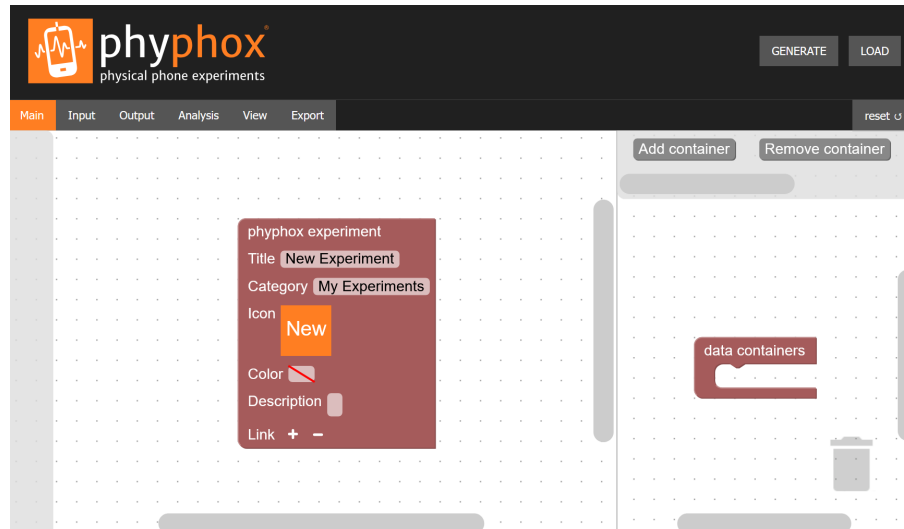 phyphox®
physical phone experiments
GENERATE LOAD
Main Input Output Analysis View Export reset ↺
Add container Remove container
phyphox experiment
Title New Experiment
Category My Experiments
Icon New
Color
Description
Link + −
data containers